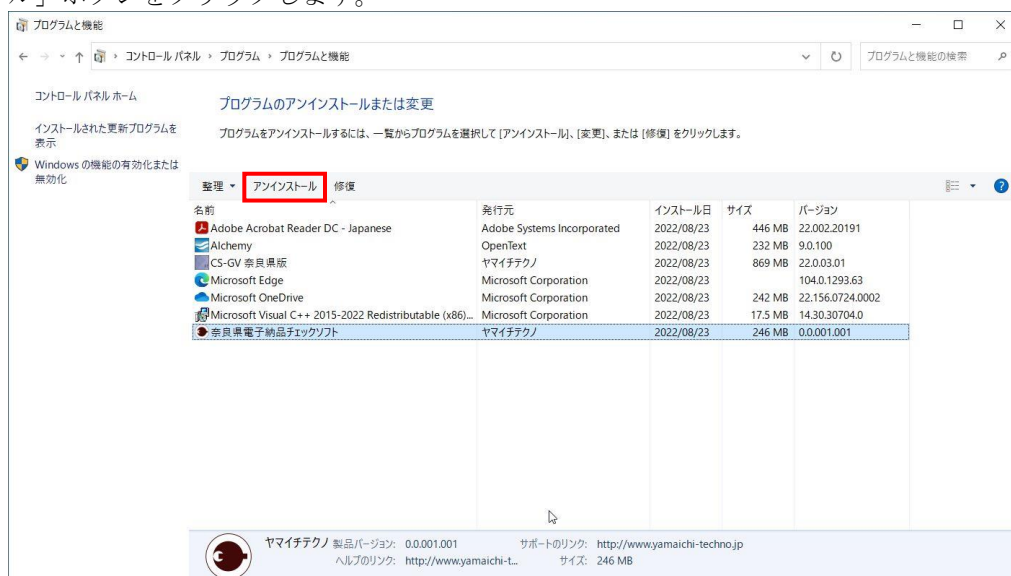 ル」ボタンをクリックします。
プログラムと機能
コントロール パネル › プログラム › プログラムと機能
プログラムと機能の検索
コントロール パネル ホーム
インストールされた更新プログラムを
表示
Windows の機能の有効化または
無効化
プログラムのアンインストールまたは変更
プログラムをアンインストールするには、一覧からプログラムを選択して [アンインストール]、[変更]、または [修復] をクリックします。
整理 アンインストール 修復
名前 発行元 インストール日 サイズ バージョン
Adobe Acrobat Reader DC - Japanese Adobe Systems Incorporated 2022/08/23 446 MB 22.002.20191
Alchemy OpenText 2022/08/23 232 MB 9.0.100
CS-GV 奈良県版 ヤマイチテクノ 2022/08/23 869 MB 22.0.03.01
Microsoft Edge Microsoft Corporation 2022/08/23 104.0.1293.63
Microsoft OneDrive Microsoft Corporation 2022/08/23 242 MB 22.156.0724.0002
Microsoft Visual C++ 2015-2022 Redistributable (x86)... Microsoft Corporation 2022/08/23 17.5 MB 14.30.30704.0
奈良県電子納品チェックソフト ヤマイチテクノ 2022/08/23 246 MB 0.0.001.001
ヤマイチテクノ 製品バージョン: 0.0.001.001 サポートのリンク: http://www.yamaichi-techno.jp
ヘルプのリンク: http://www.yamaichi-t... サイズ: 246 MB